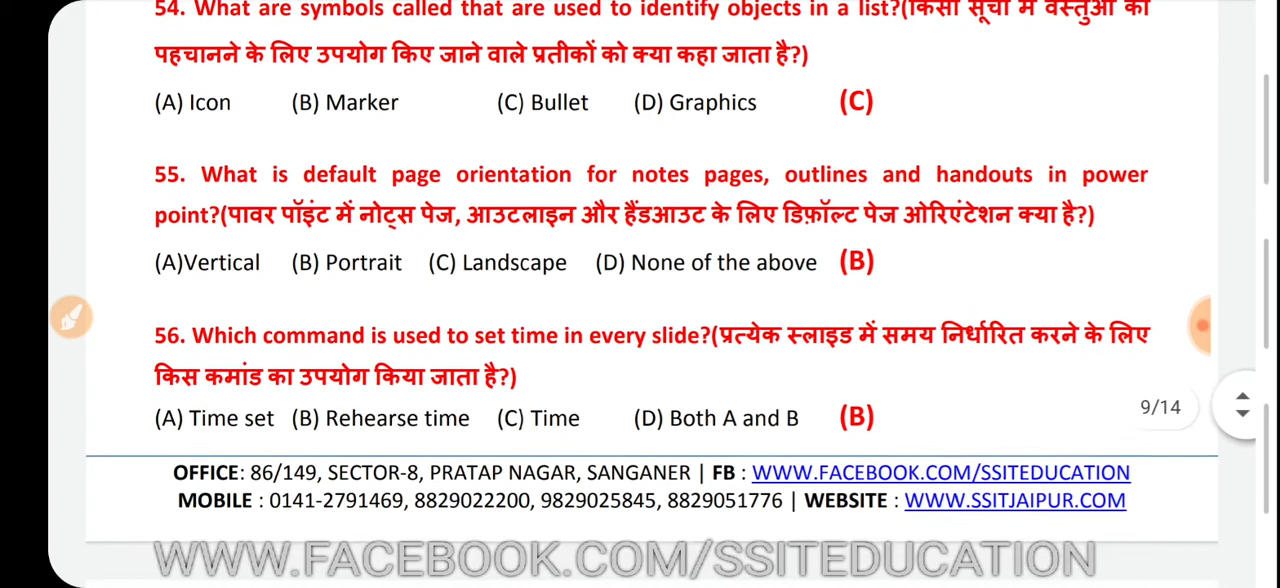 54. What are symbols called that are used to identify objects in a list?(किसी सूची में वस्तुओं को
पहचानने के लिए उपयोग किए जाने वाले प्रतीकों को क्या कहा जाता है?)
(A) Icon (B) Marker (C) Bullet (D) Graphics (C)
55. What is default page orientation for notes pages, outlines and handouts in power
point?(पावर पॉइंट में नोट्स पेज, आउटलाइन और हैंडआउट के लिए डिफ़ॉल्ट पेज ओरिएंटेशन क्या है?)
(A)Vertical (B) Portrait (C) Landscape (D) None of the above (B)
56. Which command is used to set time in every slide?(प्रत्येक स्लाइड में समय निर्धारित करने के लिए
किस कमांड का उपयोग किया जाता है?)
(A) Time set (B) Rehearse time (C) Time (D) Both A and B (B)
9/14
OFFICE: 86/149, SECTOR-8, PRATAP NAGAR, SANGANER | FB : WWW.FACEBOOK.COM/SSITEDUCATION
MOBILE : 0141-2791469, 8829022200, 9829025845, 8829051776 | WEBSITE : WWW.SSITJAIPUR.COM
WWW.FACEBOOK.COM/SSITEDUCATION